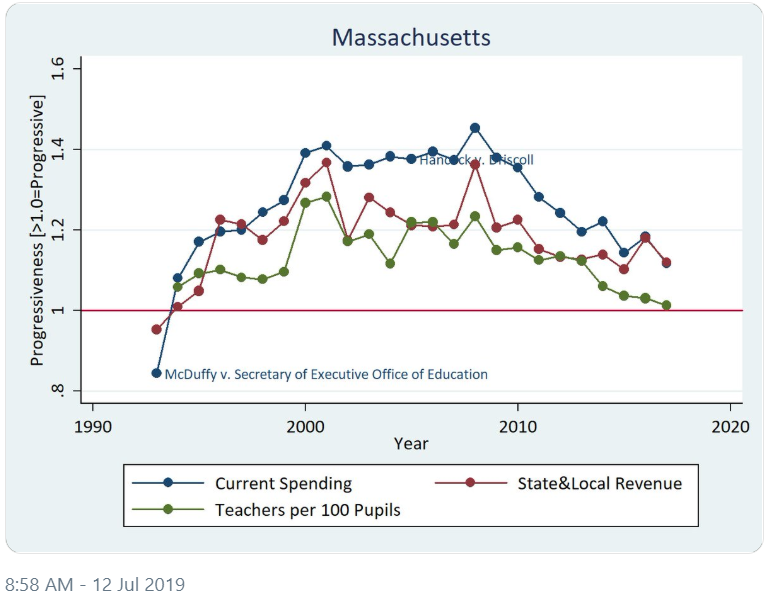 Massachusetts
Progressiveness [>1.0=Progressive]
1.6
1.4
1.2
1
.8
Hancock v. Driscoll
McDuffy v. Secretary of Executive Office of Education
1990 2000 2010 2020
Year
Current Spending State&Local Revenue
Teachers per 100 Pupils
8:58 AM - 12 Jul 2019